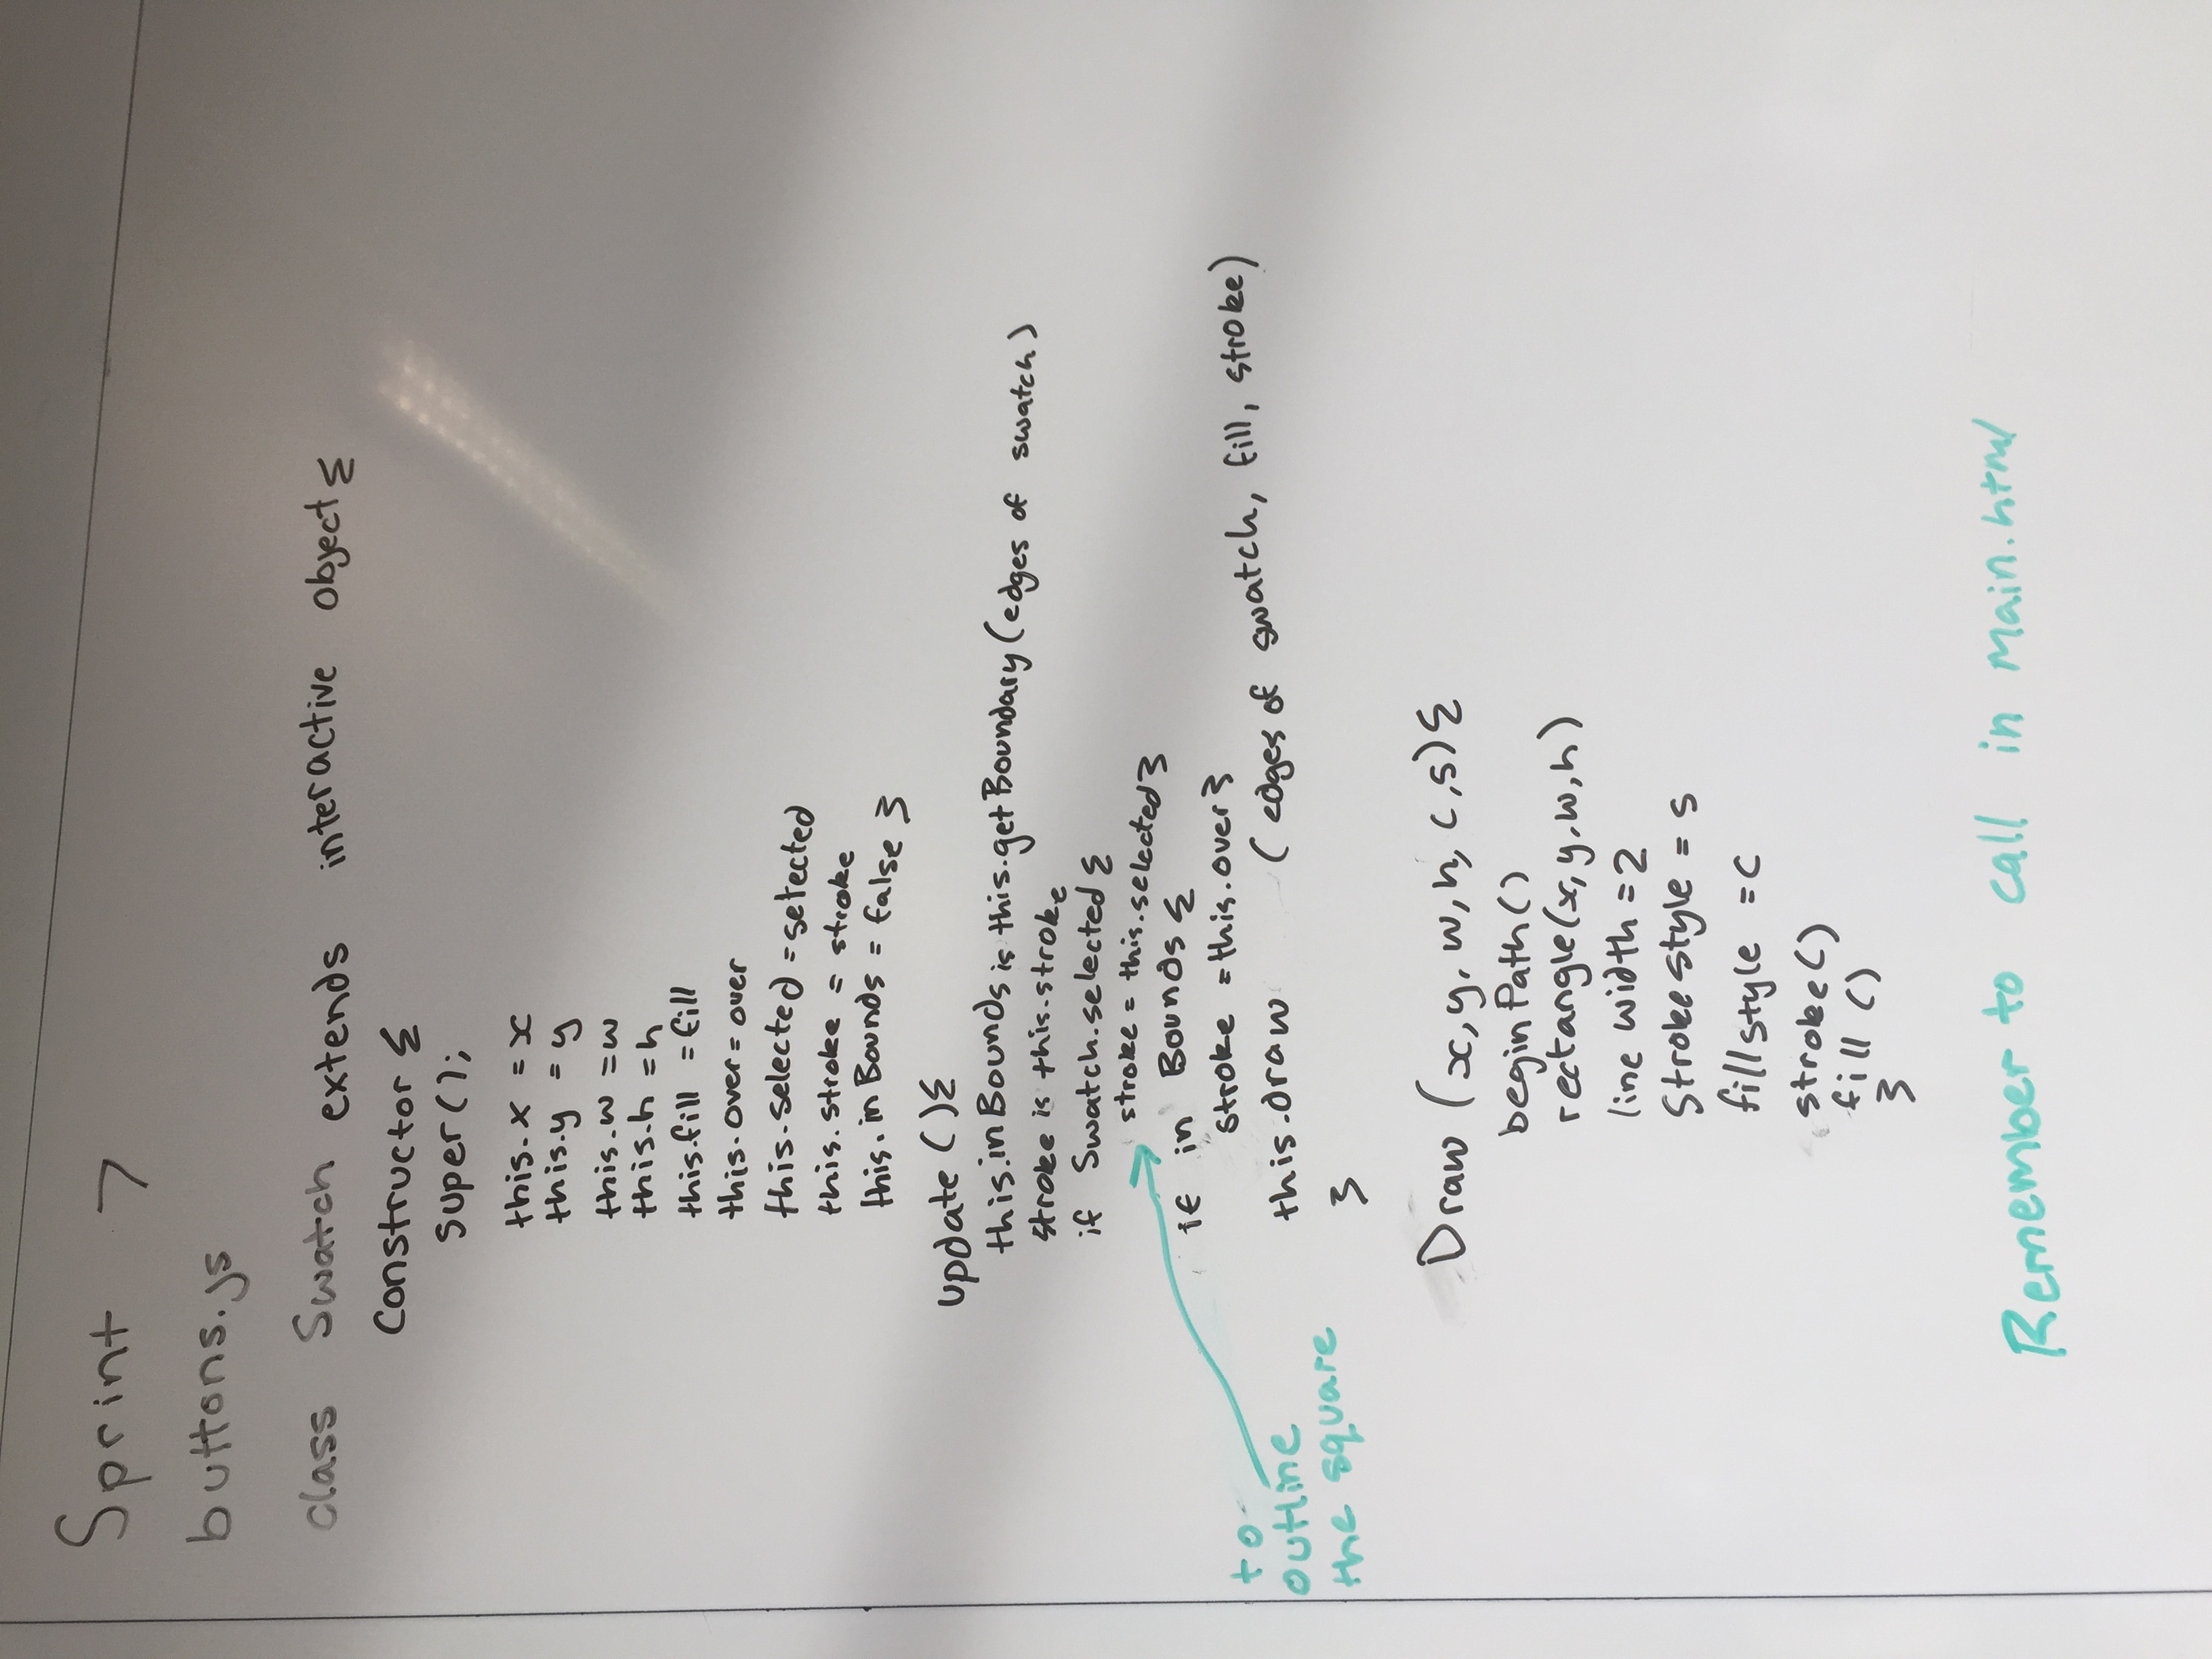 Sprint 7
buttons.js
class Swatch extends interactive object {
Constructor {
super();
this.x = x
this.y = y
this.w = w
this.h = h
this.fill = fill
this.over = over
this.selected = selected
this.stroke = stroke
this.inBounds = false }
update () {
this.inBounds is this.getBoundary (edges of swatch)
stroke is this.stroke
if Swatch.selected {
stroke = this.selected }
if in Bounds {
stroke = this.over }
this.draw (edges of swatch, fill, stroke)
}
to
outline
the square
Draw (x, y, w, h, c, s) {
beginPath()
rectangle(x, y, w, h)
line width = 2
Stroke style = s
fillstyle = c
stroke()
fill ()
}
Remember to call in Main.html